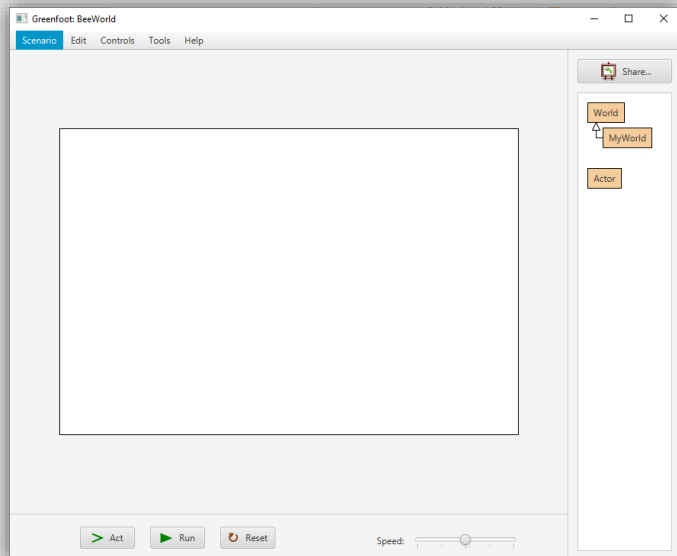 Greenfoot: BeeWorld
Scenario Edit Controls Tools Help
Share...
World
MyWorld
Actor
Act Run Reset Speed: